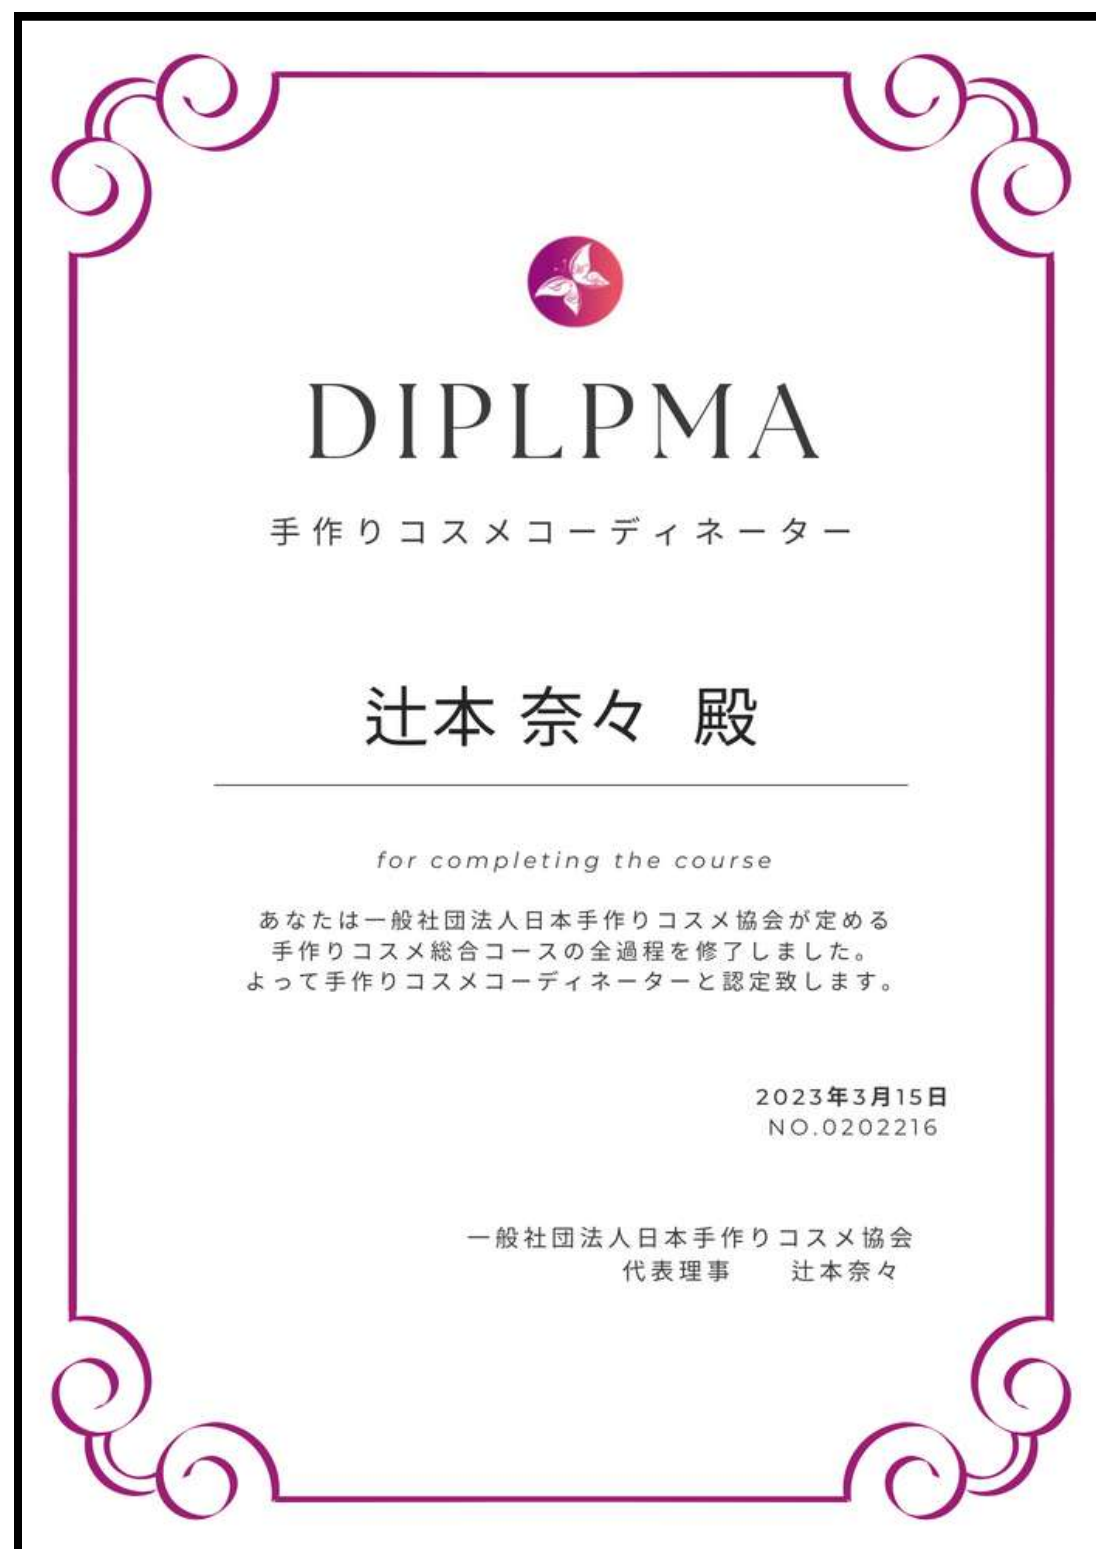 DIPLPMA
手作りコスメコーディネーター
辻本 奈々 殿
for completing the course
あなたは一般社団法人日本手作りコスメ協会が定める
手作りコスメ総合コースの全過程を修了しました。
よって手作りコスメコーディネーターと認定致します。
2023年3月15日
NO.0202216
一般社団法人日本手作りコスメ協会
代表理事 辻本奈々